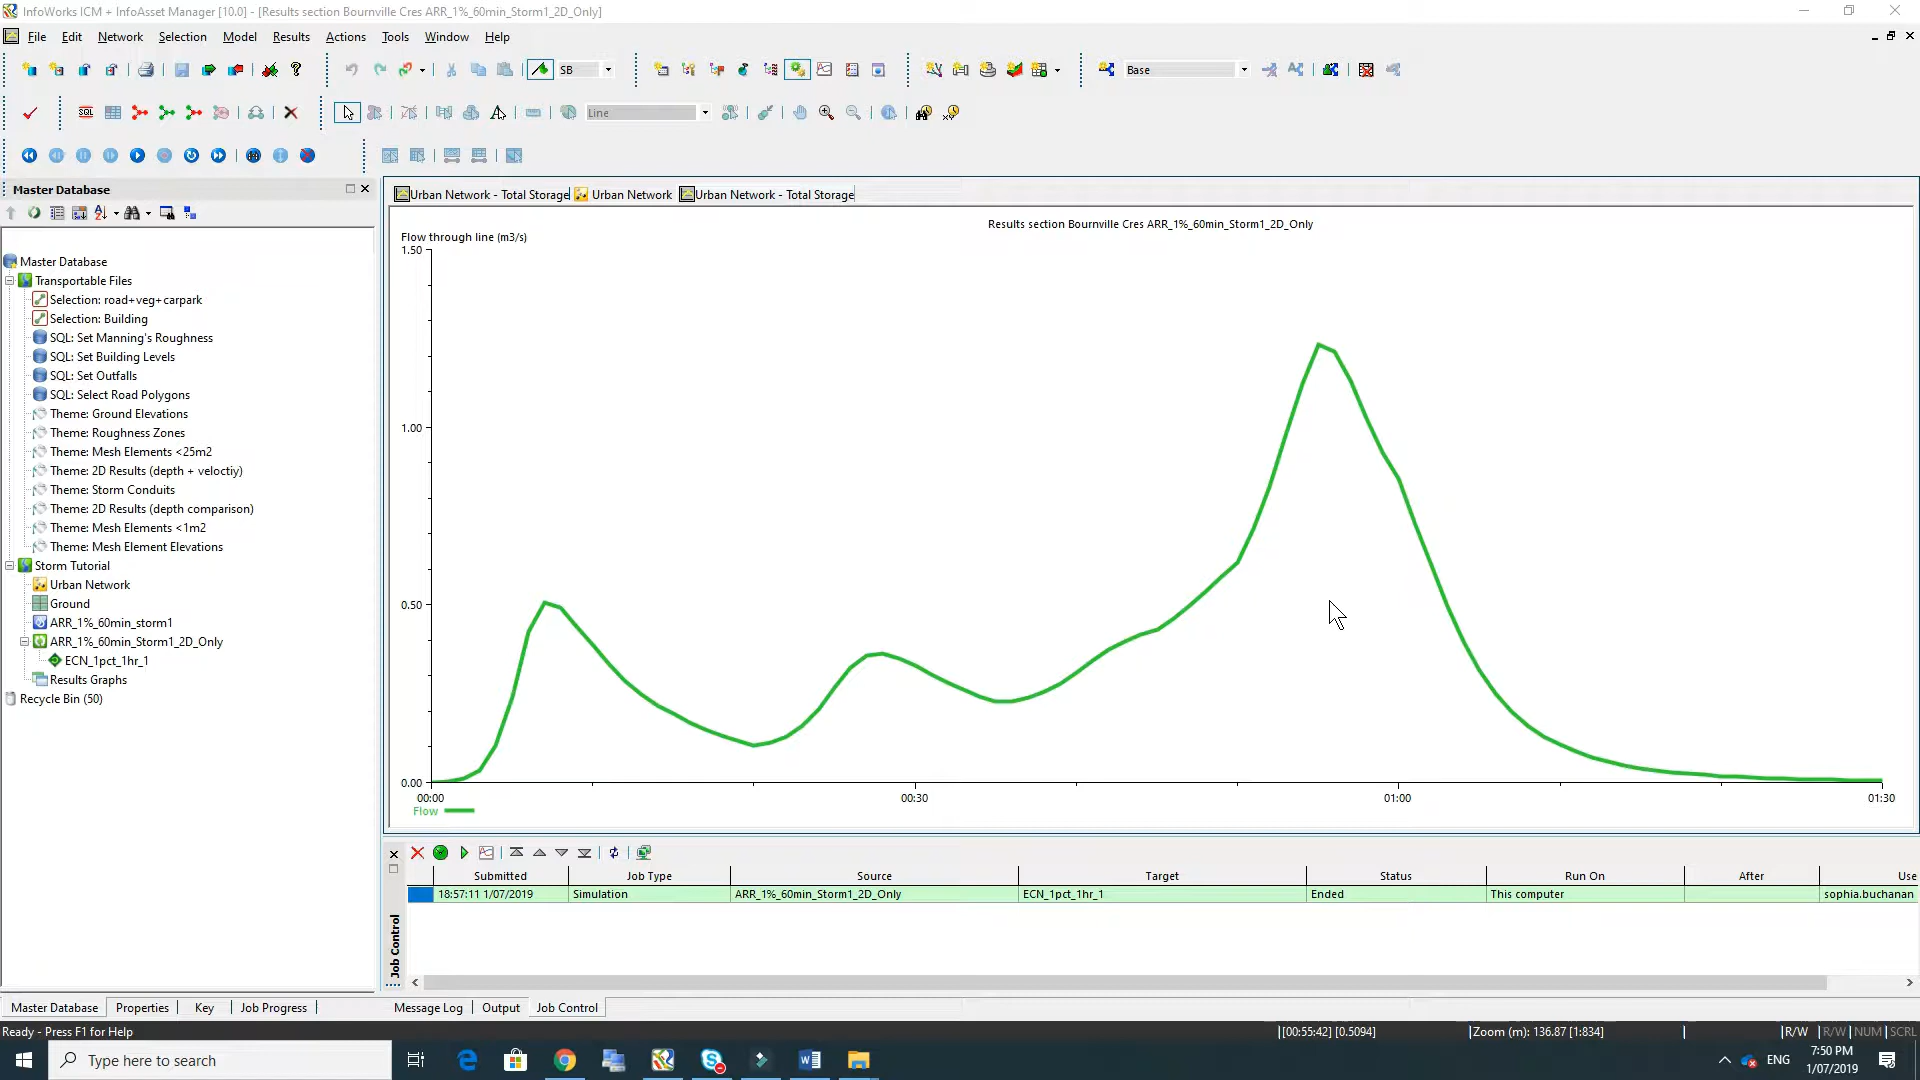 InfoWorks ICM + InfoAsset Manager [10.0] - [Results section Bournville Cres ARR_1%_60min_Storm1_2D_Only]
File Edit Network Selection Model Results Actions Tools Window Help
SB
Base
SQL
Line
Master Database
Urban Network - Total Storage Urban Network Urban Network - Total Storage
Master Database
Transportable Files
Selection: road+veg+carpark
Selection: Building
SQL: Set Manning's Roughness
SQL: Set Building Levels
SQL: Set Outfalls
SQL: Select Road Polygons
Theme: Ground Elevations
Theme: Roughness Zones
Theme: Mesh Elements <25m2
Theme: 2D Results (depth + veloctiy)
Theme: Storm Conduits
Theme: 2D Results (depth comparison)
Theme: Mesh Elements <1m2
Theme: Mesh Element Elevations
Storm Tutorial
Urban Network
Ground
ARR_1%_60min_storm1
ARR_1%_60min_Storm1_2D_Only
ECN_1pct_1hr_1
Results Graphs
Recycle Bin (50)
Results section Bournville Cres ARR_1%_60min_Storm1_2D_Only
Flow through line (m3/s)
1.50
1.00
0.50
0.00
00:00 00:30 01:00 01:30
Flow
Submitted Job Type Source Target Status Run On After Use
18:57:11 1/07/2019 Simulation ARR_1%_60min_Storm1_2D_Only ECN_1pct_1hr_1 Ended This computer sophia.buchanan
Job Control
Master Database Properties Key Job Progress Message Log Output Job Control
Ready - Press F1 for Help [00:55:42] [0.5094] Zoom (m): 136.87 [1:834] R/W R/W NUM SCRL
Type here to search
ENG 7:50 PM
1/07/2019